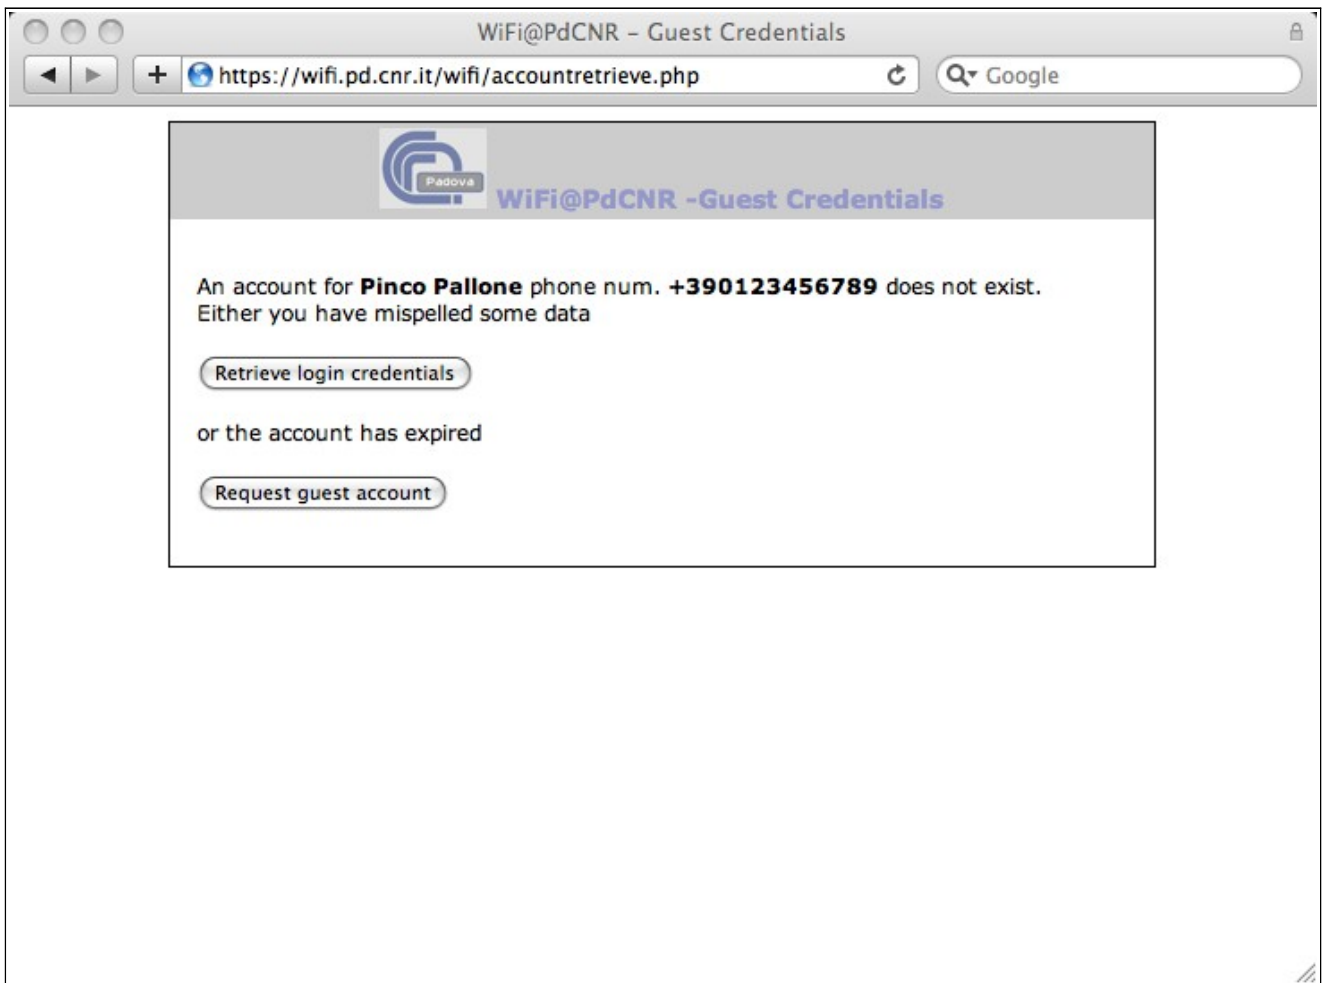 WiFi@PdCNR – Guest Credentials
https://wifi.pd.cnr.it/wifi/accountretrieve.php
Google
Padova
WiFi@PdCNR -Guest Credentials
An account for Pinco Pallone phone num. +390123456789 does not exist.
Either you have mispelled some data
Retrieve login credentials
or the account has expired
Request guest account